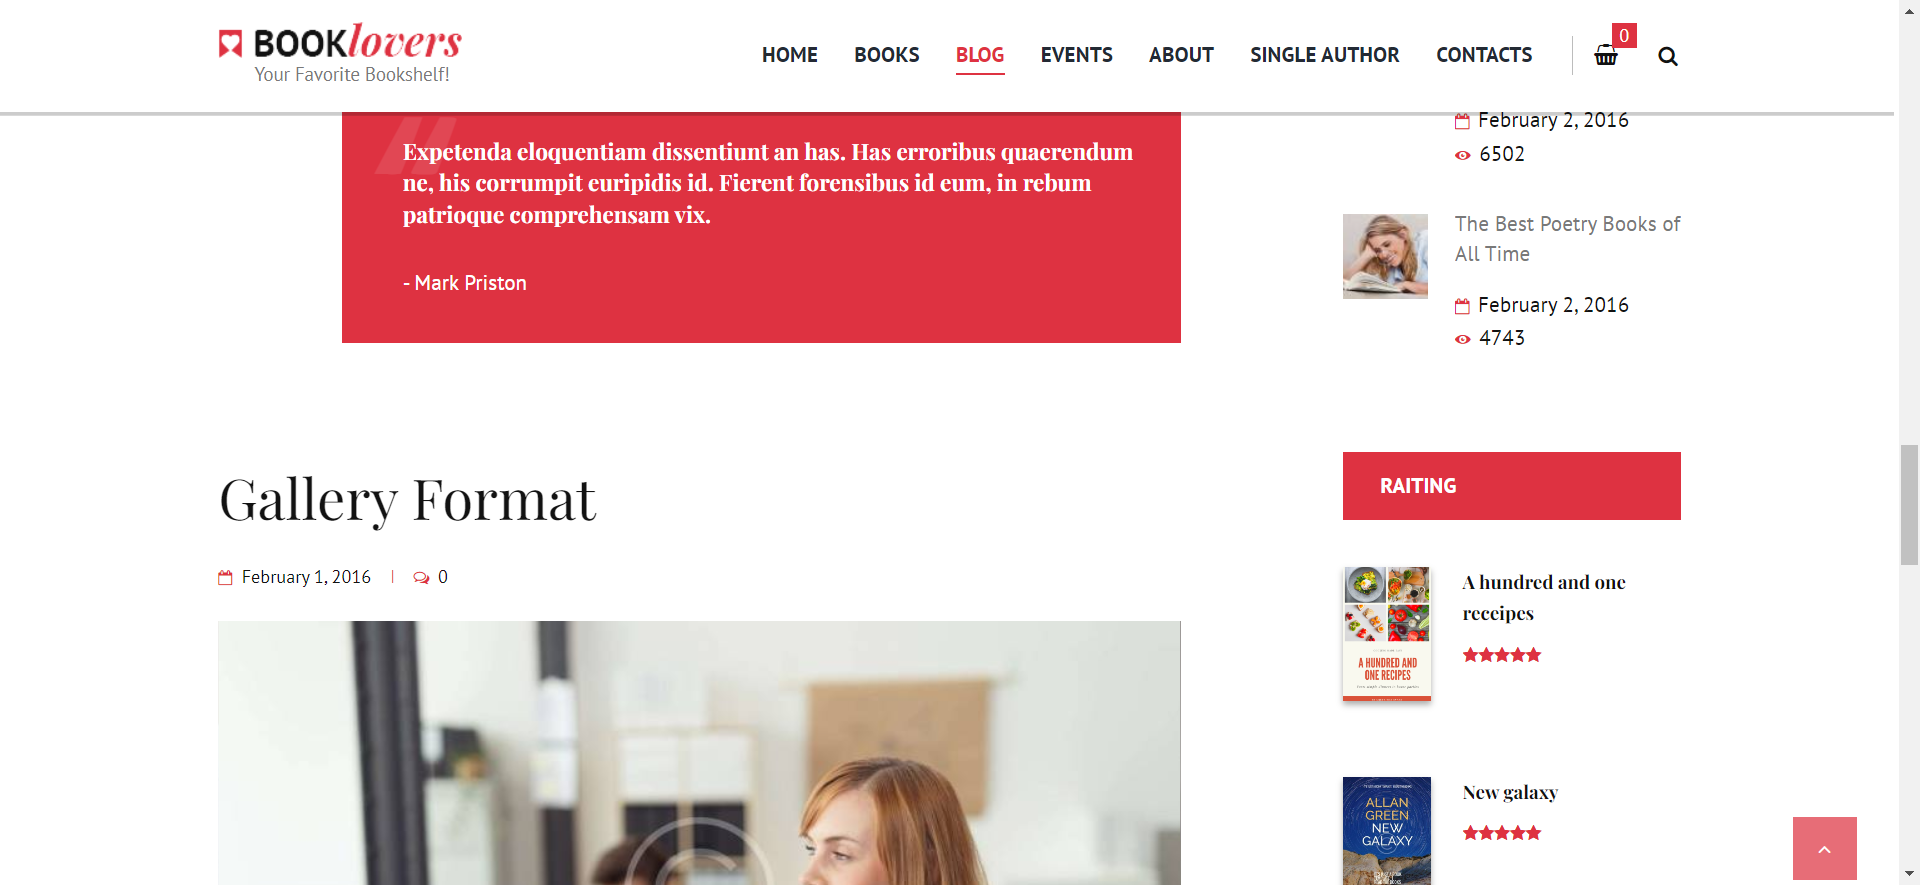 BOOKlovers
Your Favorite Bookshelf!
HOME
BOOKS
BLOG
EVENTS
ABOUT
SINGLE AUTHOR
CONTACTS
0
Expetenda eloquentiam dissentiunt an has. Has erroribus quaerendum
ne, his corrumpit euripidis id. Fierent forensibus id eum, in rebum
patrioque comprehensam vix.
- Mark Priston
Gallery Format
February 1, 2016
0
February 2, 2016
6502
The Best Poetry Books of
All Time
February 2, 2016
4743
RAITING
A HUNDRED AND
ONE RECIPES
A hundred and one
receipes
ALLAN
GREEN
NEW
GALAXY
New galaxy